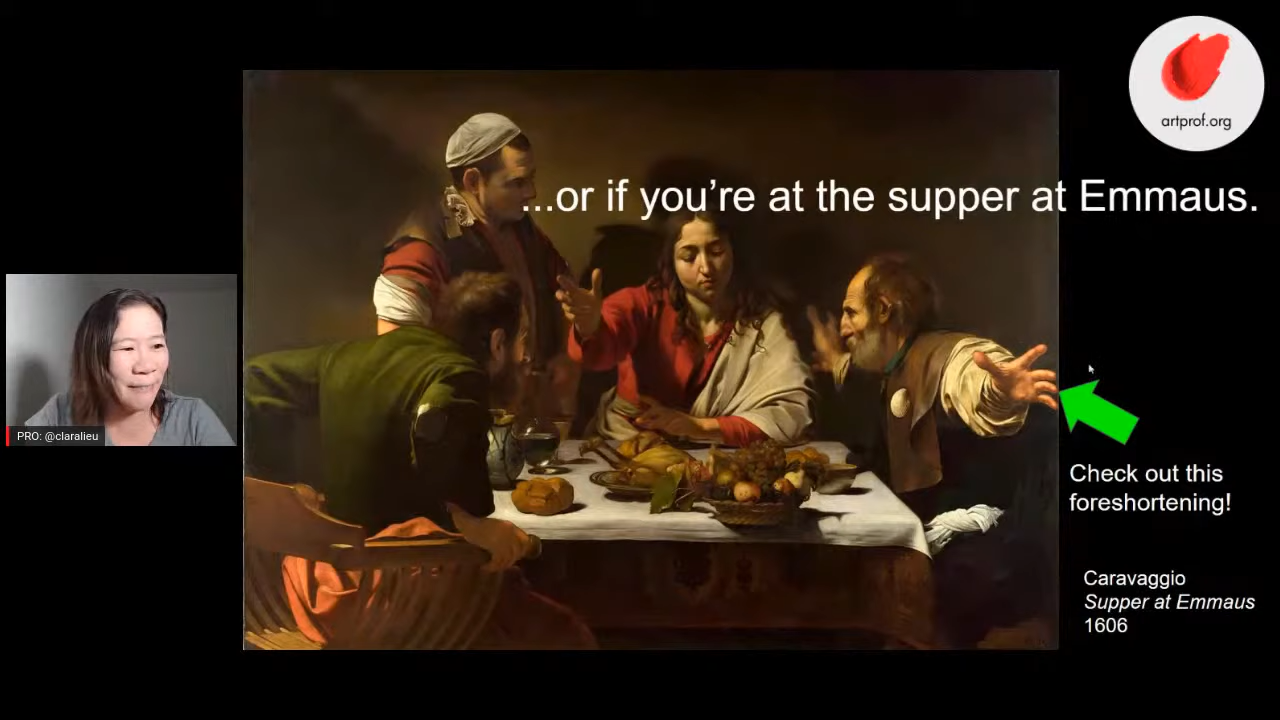 artprof.org
...or if you’re at the supper at Emmaus.
PRO: @claralieu
Check out this
foreshortening!
Caravaggio
Supper at Emmaus
1606